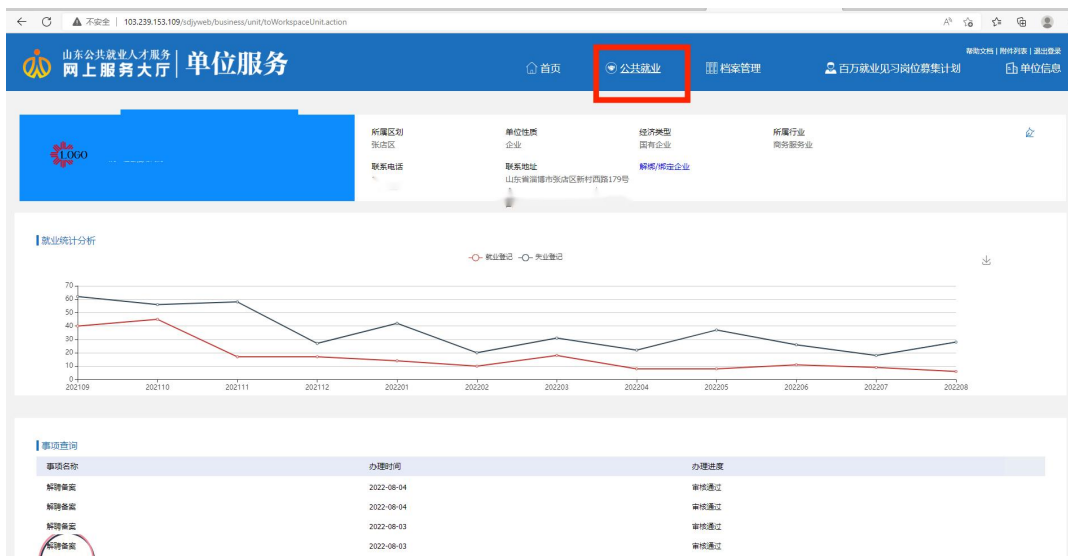 不安全 | 103.239.153.109/sdjyweb/business/unit/toWorkspaceUnit.action
帮助文档 | 附件列表 | 退出登录
山东公共就业人才服务
网上服务大厅
单位服务
首页
公共就业
档案管理
百万就业见习岗位募集计划
单位信息
LOGO
所属区划
张店区
单位性质
企业
经济类型
国有企业
所属行业
商务服务业
联系电话
联系地址
山东省淄博市张店区新村西路179号
解绑/绑定企业
就业统计分析
就业登记 失业登记
70
60
50
40
30
20
10
0
202109 202110 202111 202112 202201 202202 202203 202204 202205 202206 202207 202208
事项查询
事项名称 办理时间 办理进度
解聘备案 2022-08-04 审核通过
解聘备案 2022-08-04 审核通过
解聘备案 2022-08-03 审核通过
解聘备案 2022-08-03 审核通过